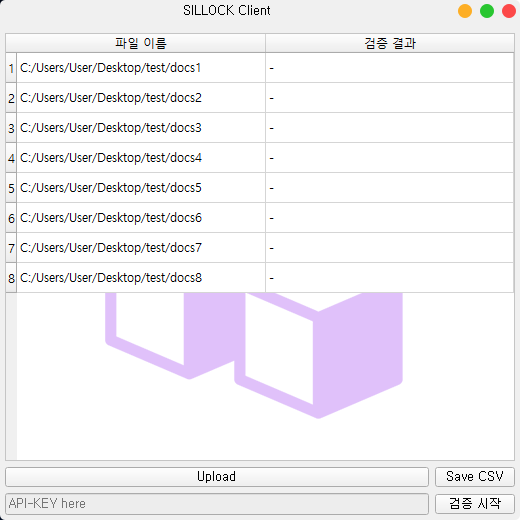 SILLOCK Client
파일 이름 검증 결과
1 C:/Users/User/Desktop/test/docs1 -
2 C:/Users/User/Desktop/test/docs2 -
3 C:/Users/User/Desktop/test/docs3 -
4 C:/Users/User/Desktop/test/docs4 -
5 C:/Users/User/Desktop/test/docs5 -
6 C:/Users/User/Desktop/test/docs6 -
7 C:/Users/User/Desktop/test/docs7 -
8 C:/Users/User/Desktop/test/docs8 -
Upload Save CSV
API-KEY here 검증 시작